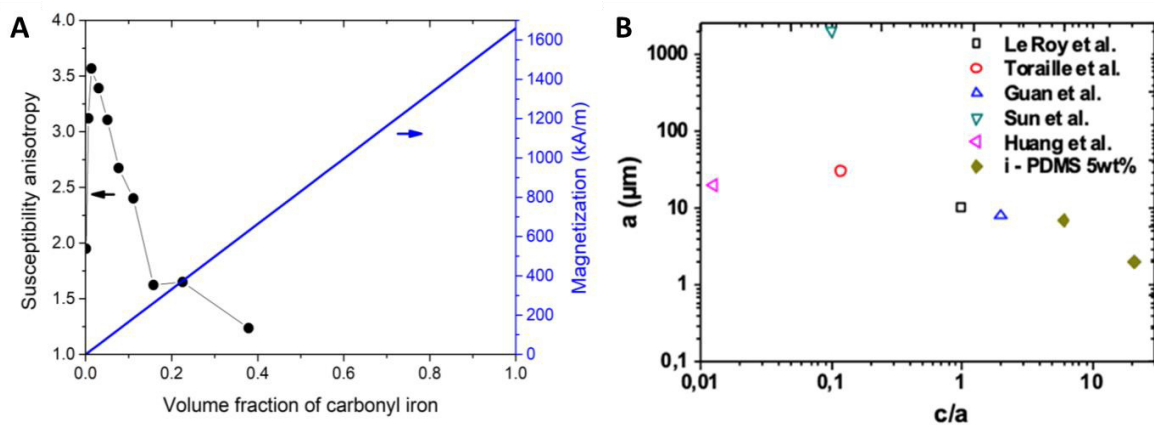 A
4.0
3.5
3.0
2.5
2.0
1.5
1.0
Susceptibility anisotropy
0.0
0.2
0.4
0.6
0.8
1.0
Volume fraction of carbonyl iron
1600
1400
1200
1000
800
600
400
200
0
Magnetization (kA/m)
B
1000
100
10
1
0,1
a (µm)
0,01
0,1
1
10
c/a
Le Roy et al.
Toraille et al.
Guan et al.
Sun et al.
Huang et al.
i - PDMS 5wt%